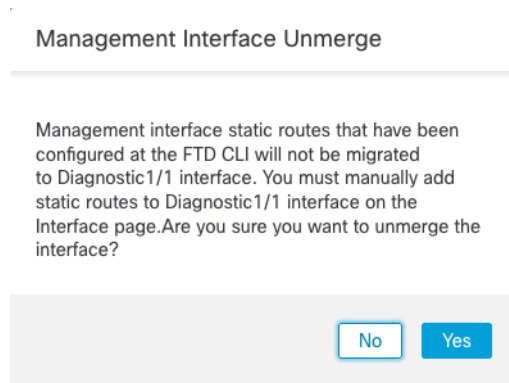 Management Interface Unmerge
Management interface static routes that have been
configured at the FTD CLI will not be migrated
to Diagnostic1/1 interface. You must manually add
static routes to Diagnostic1/1 interface on the
Interface page.Are you sure you want to unmerge the
interface?
No Yes